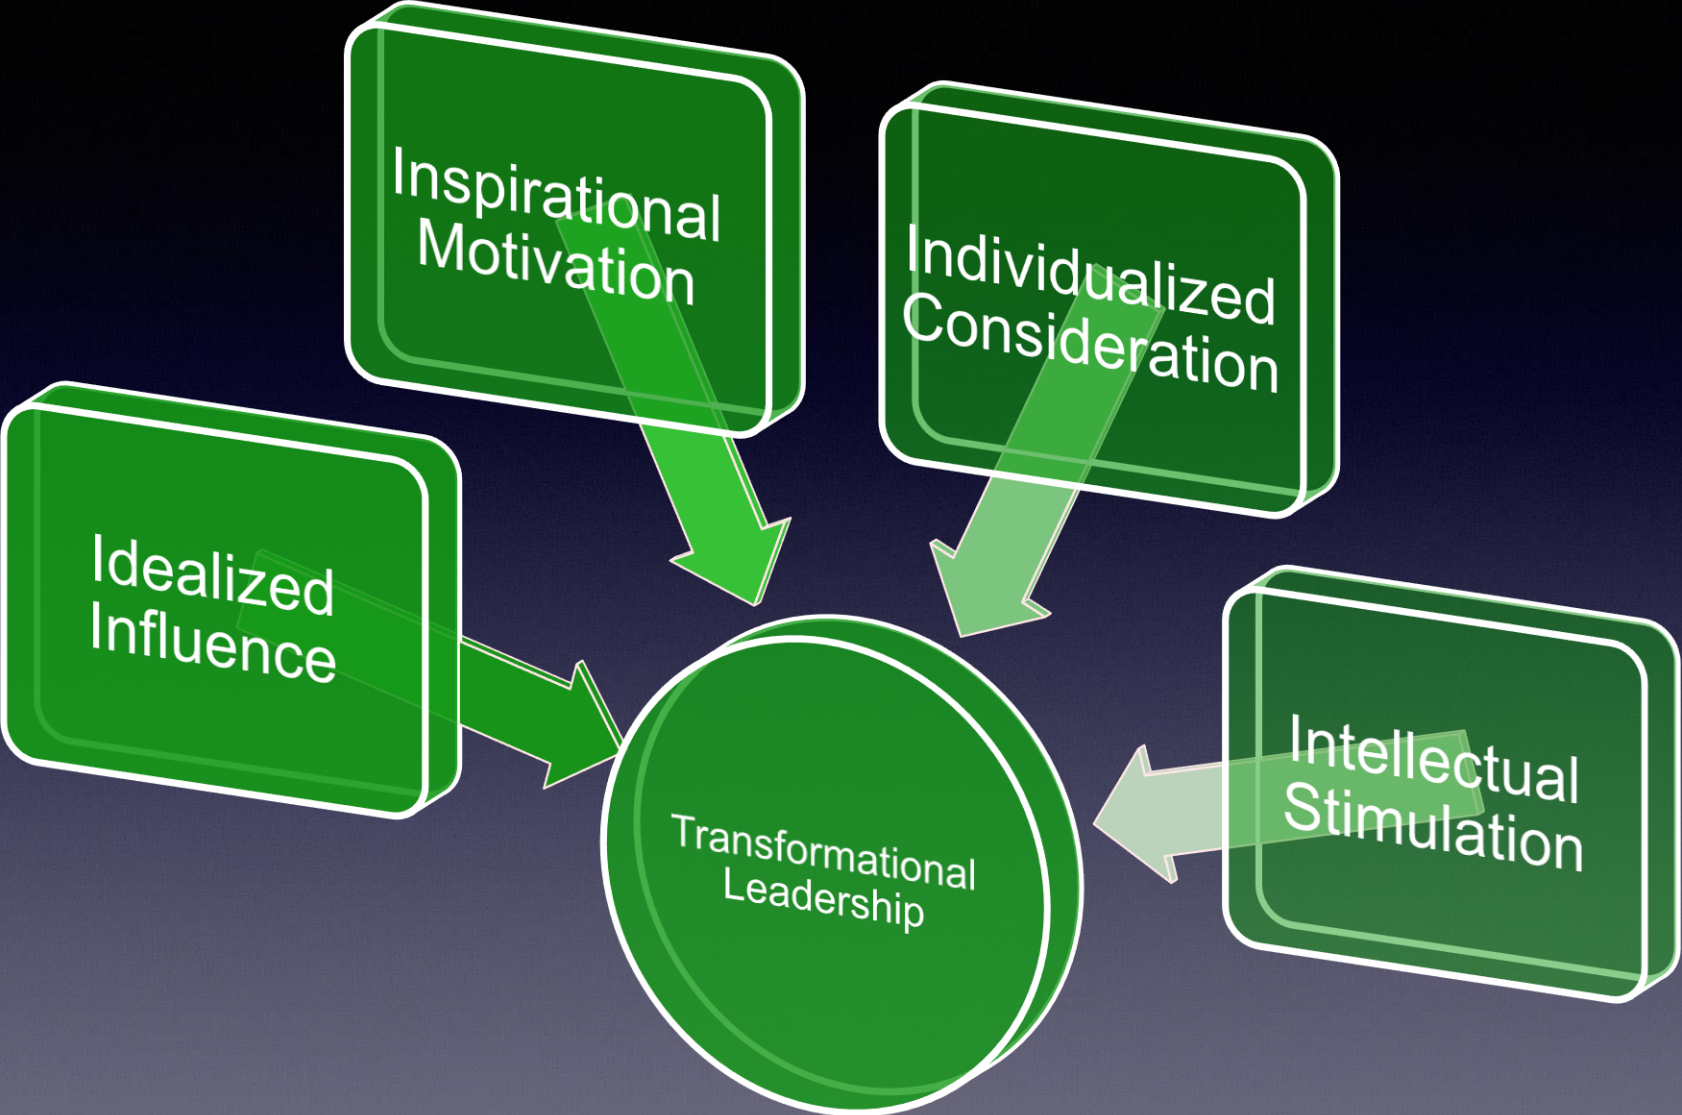 Inspirational
Motivation
Individualized
Consideration
Idealized
Influence
Intellectual
Stimulation
Transformational
Leadership